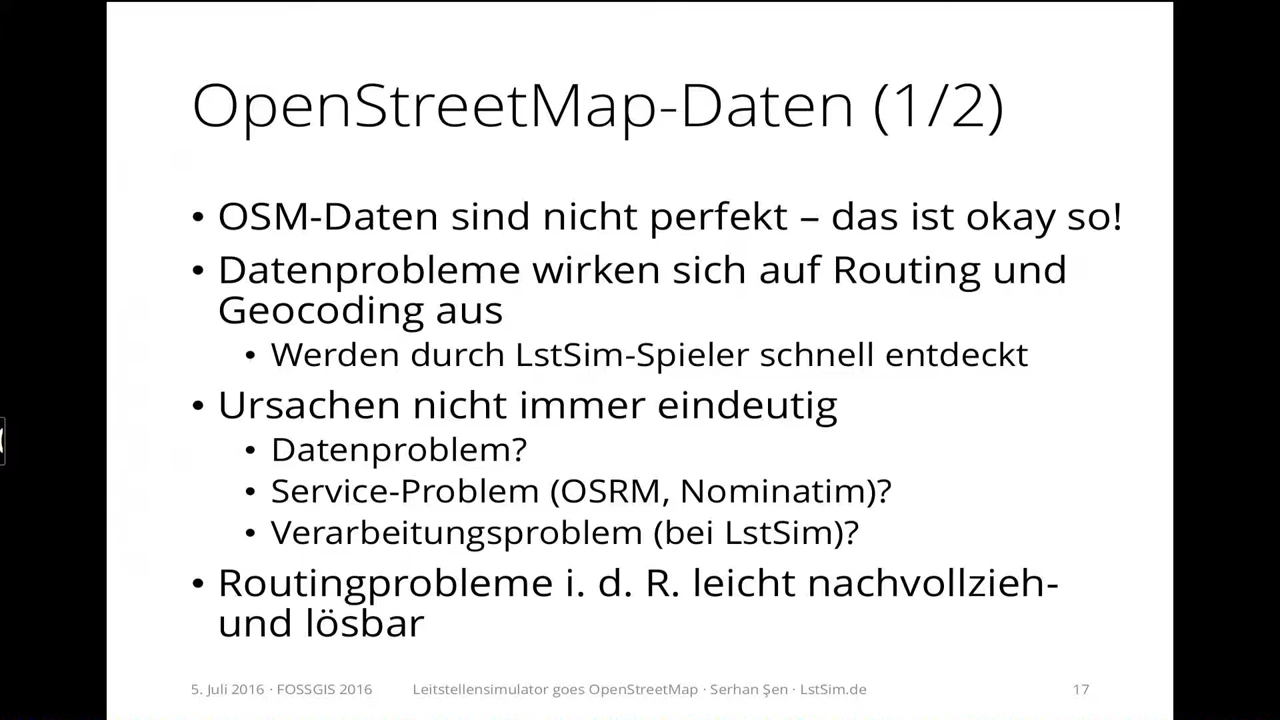 OpenStreetMap-Daten (1/2)
• OSM-Daten sind nicht perfekt – das ist okay so!
• Datenprobleme wirken sich auf Routing und
Geocoding aus
• Werden durch LstSim-Spieler schnell entdeckt
• Ursachen nicht immer eindeutig
• Datenproblem?
• Service-Problem (OSRM, Nominatim)?
• Verarbeitungsproblem (bei LstSim)?
• Routingprobleme i. d. R. leicht nachvollzieh-
und lösbar
5. Juli 2016 · FOSSGIS 2016 Leitstellensimulator goes OpenStreetMap · Serhan Şen · LstSim.de 17